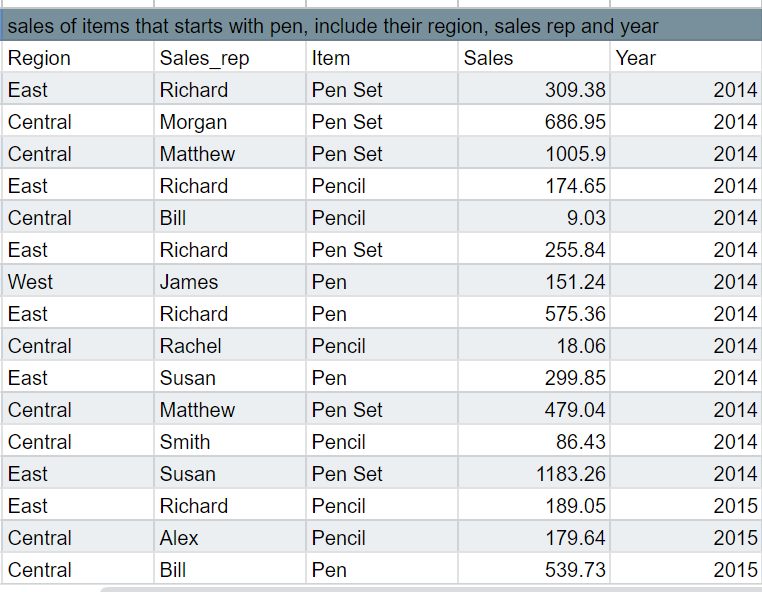 sales of items that starts with pen, include their region, sales rep and year
Region Sales_rep Item Sales Year
East Richard Pen Set 309.38 2014
Central Morgan Pen Set 686.95 2014
Central Matthew Pen Set 1005.9 2014
East Richard Pencil 174.65 2014
Central Bill Pencil 9.03 2014
East Richard Pen Set 255.84 2014
West James Pen 151.24 2014
East Richard Pen 575.36 2014
Central Rachel Pencil 18.06 2014
East Susan Pen 299.85 2014
Central Matthew Pen Set 479.04 2014
Central Smith Pencil 86.43 2014
East Susan Pen Set 1183.26 2014
East Richard Pencil 189.05 2015
Central Alex Pencil 179.64 2015
Central Bill Pen 539.73 2015